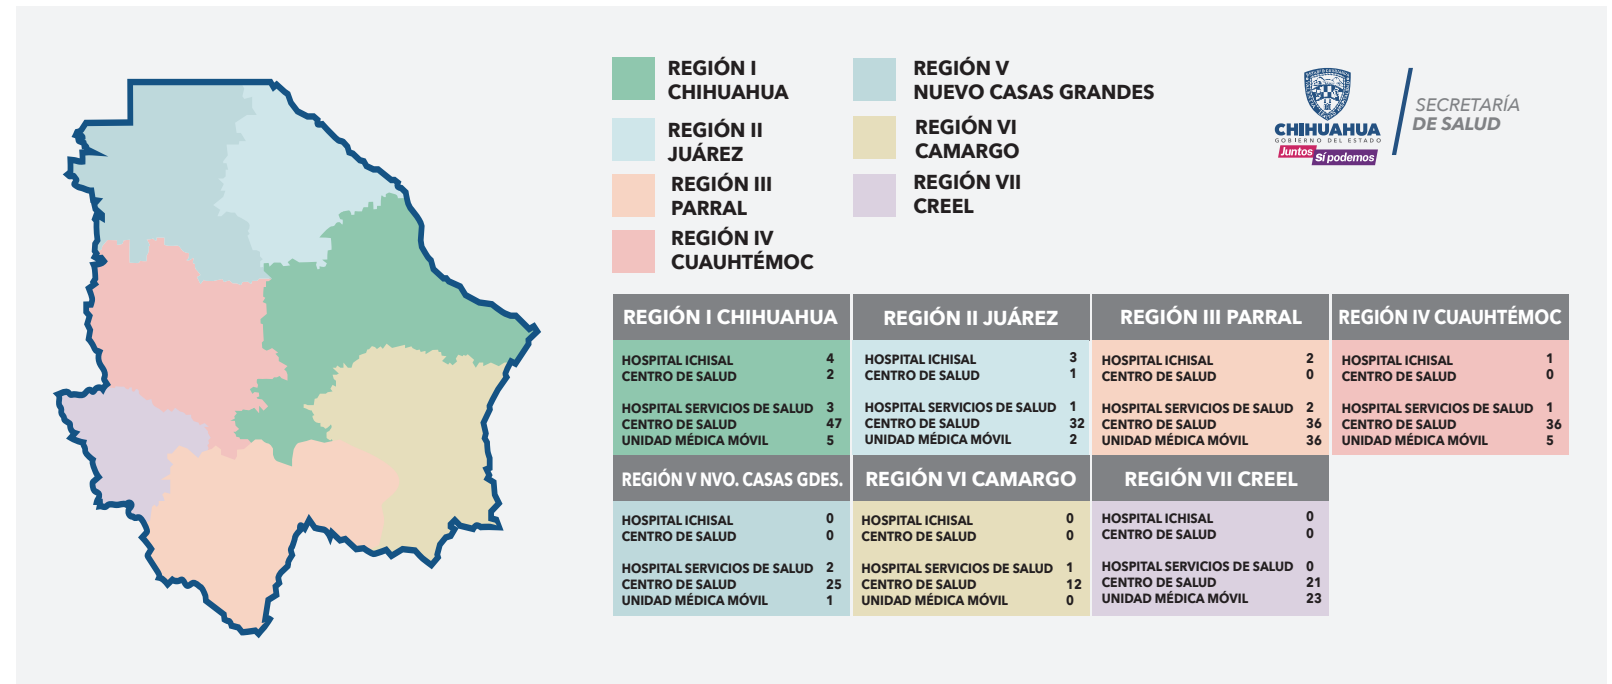 REGIÓN I
CHIHUAHUA
REGIÓN II
JUÁREZ
REGIÓN III
PARRAL
REGIÓN IV
CUAUHTÉMOC
REGIÓN V
NUEVO CASAS GRANDES
REGIÓN VI
CAMARGO
REGIÓN VII
CREEL
CHIHUAHUA
GOBIERNO DEL ESTADO
Juntos
Sí podemos
SECRETARÍA
DE SALUD
REGIÓN I CHIHUAHUA
HOSPITAL ICHISAL 4
CENTRO DE SALUD 2
HOSPITAL SERVICIOS DE SALUD 3
CENTRO DE SALUD 47
UNIDAD MÉDICA MÓVIL 5
REGIÓN II JUÁREZ
HOSPITAL ICHISAL 3
CENTRO DE SALUD 1
HOSPITAL SERVICIOS DE SALUD 1
CENTRO DE SALUD 32
UNIDAD MÉDICA MÓVIL 2
REGIÓN III PARRAL
HOSPITAL ICHISAL 2
CENTRO DE SALUD 0
HOSPITAL SERVICIOS DE SALUD 2
CENTRO DE SALUD 36
UNIDAD MÉDICA MÓVIL 36
REGIÓN IV CUAUHTÉMOC
HOSPITAL ICHISAL 1
CENTRO DE SALUD 0
HOSPITAL SERVICIOS DE SALUD 1
CENTRO DE SALUD 36
UNIDAD MÉDICA MÓVIL 5
REGIÓN V NVO. CASAS GDES.
HOSPITAL ICHISAL 0
CENTRO DE SALUD 0
HOSPITAL SERVICIOS DE SALUD 2
CENTRO DE SALUD 25
UNIDAD MÉDICA MÓVIL 1
REGIÓN VI CAMARGO
HOSPITAL ICHISAL 0
CENTRO DE SALUD 0
HOSPITAL SERVICIOS DE SALUD 1
CENTRO DE SALUD 12
UNIDAD MÉDICA MÓVIL 0
REGIÓN VII CREEL
HOSPITAL ICHISAL 0
CENTRO DE SALUD 0
HOSPITAL SERVICIOS DE SALUD 0
CENTRO DE SALUD 21
UNIDAD MÉDICA MÓVIL 23